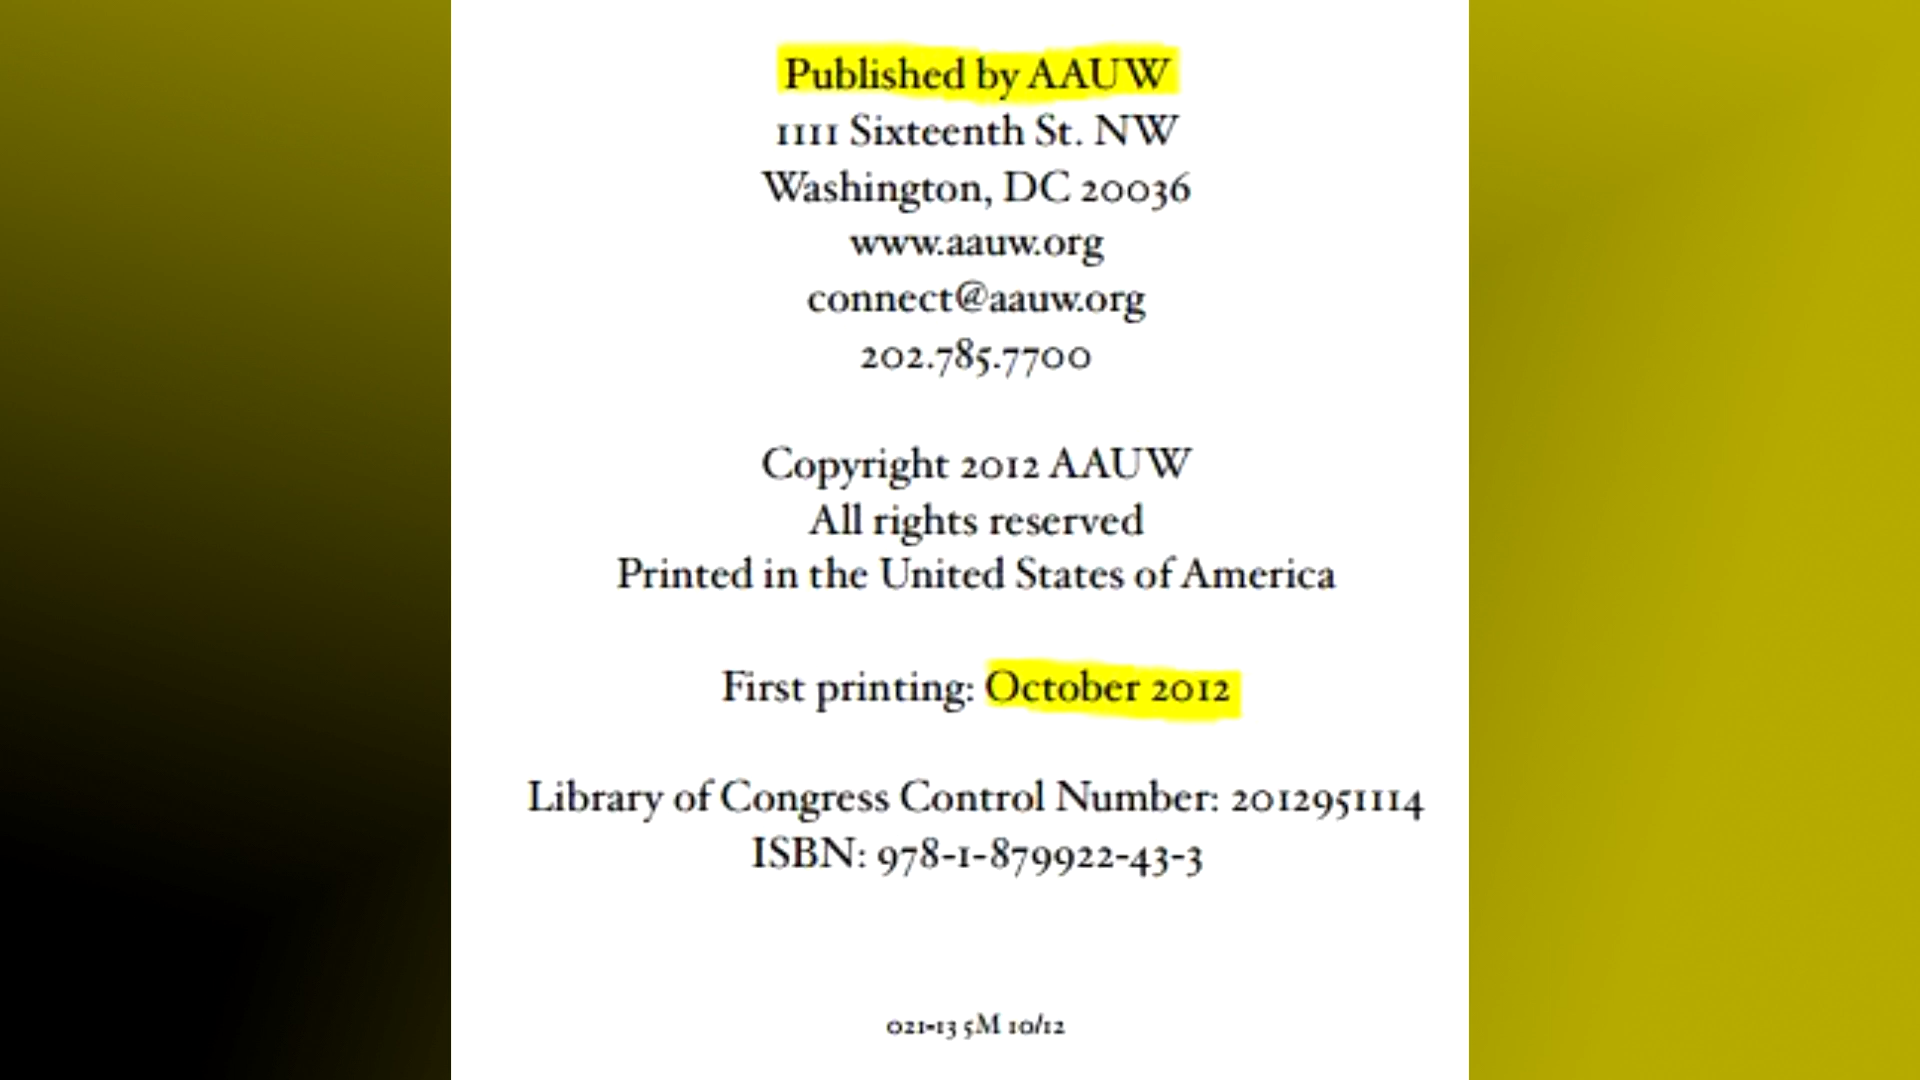 Published by AAUW
1111 Sixteenth St. NW
Washington, DC 20036
www.aauw.org
connect@aauw.org
202.785.7700
Copyright 2012 AAUW
All rights reserved
Printed in the United States of America
First printing: October 2012
Library of Congress Control Number: 2012951114
ISBN: 978-1-879922-43-3
021-13 5M 10/12